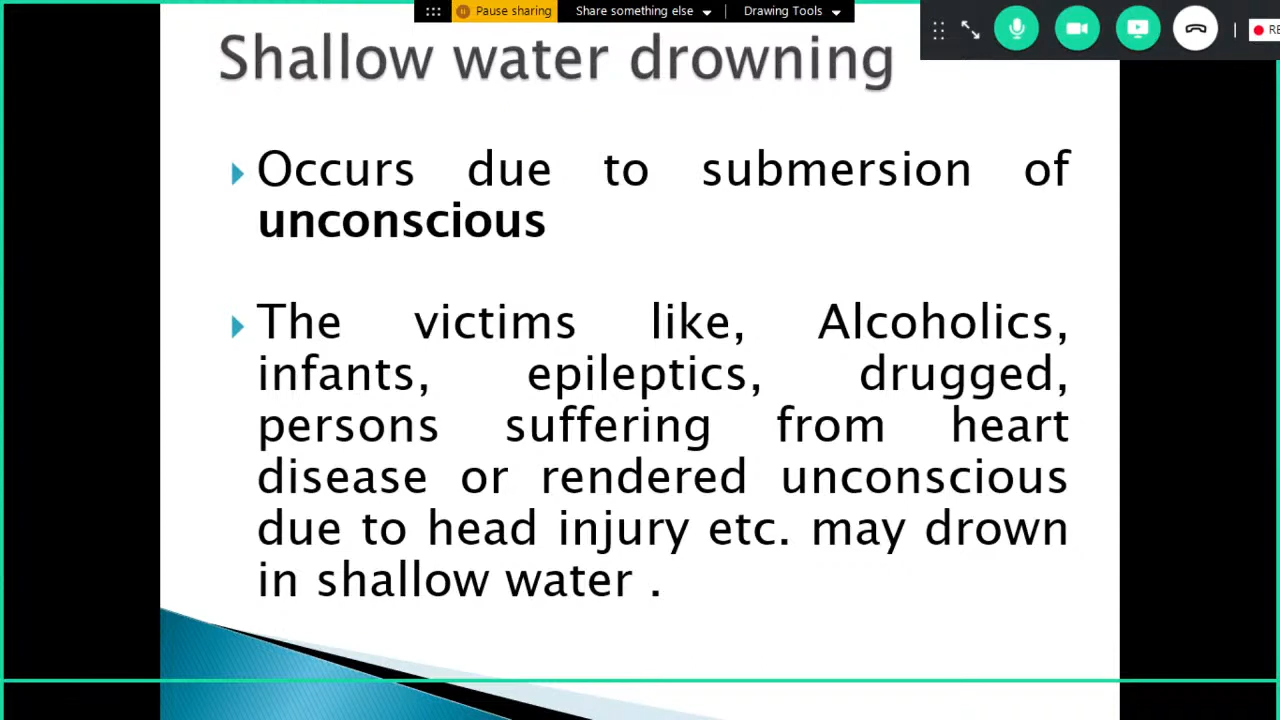 Pause sharing
Share something else
Drawing Tools
Shallow water drowning
Occurs due to submersion of
unconscious
The victims like, Alcoholics,
infants, epileptics, drugged,
persons suffering from heart
disease or rendered unconscious
due to head injury etc. may drown
in shallow water .